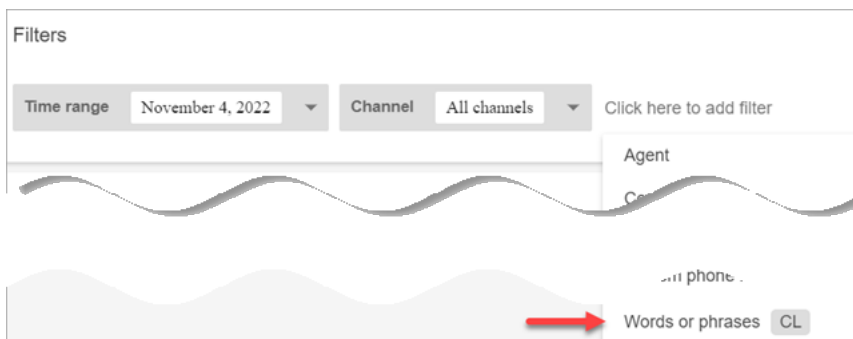 Filters
Time range November 4, 2022 Channel All channels Click here to add filter
Agent
phone
Words or phrases CL